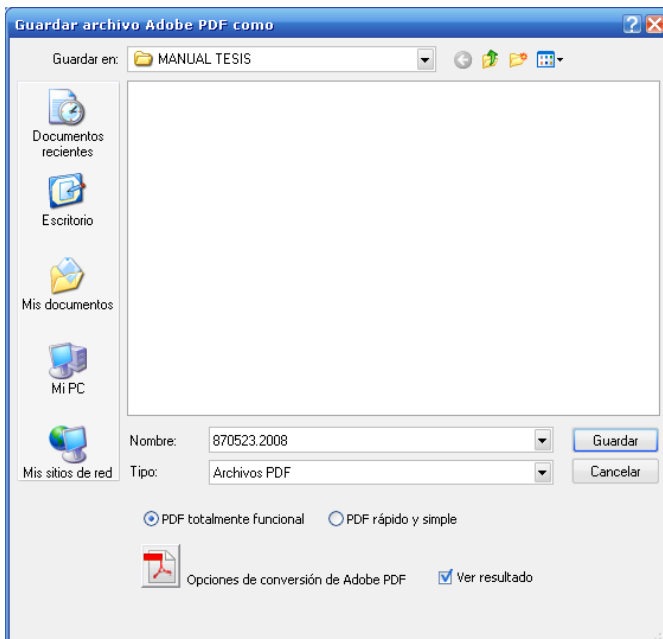 Guardar archivo Adobe PDF como
Guardar en:
MANUAL TESIS
Documentos
recientes
Escritorio
Mis documentos
Mi PC
Mis sitios de red
Nombre:
870523.2008
Guardar
Tipo:
Archivos PDF
Cancelar
PDF totalmente funcional
PDF rápido y simple
Opciones de conversión de Adobe PDF
Ver resultado